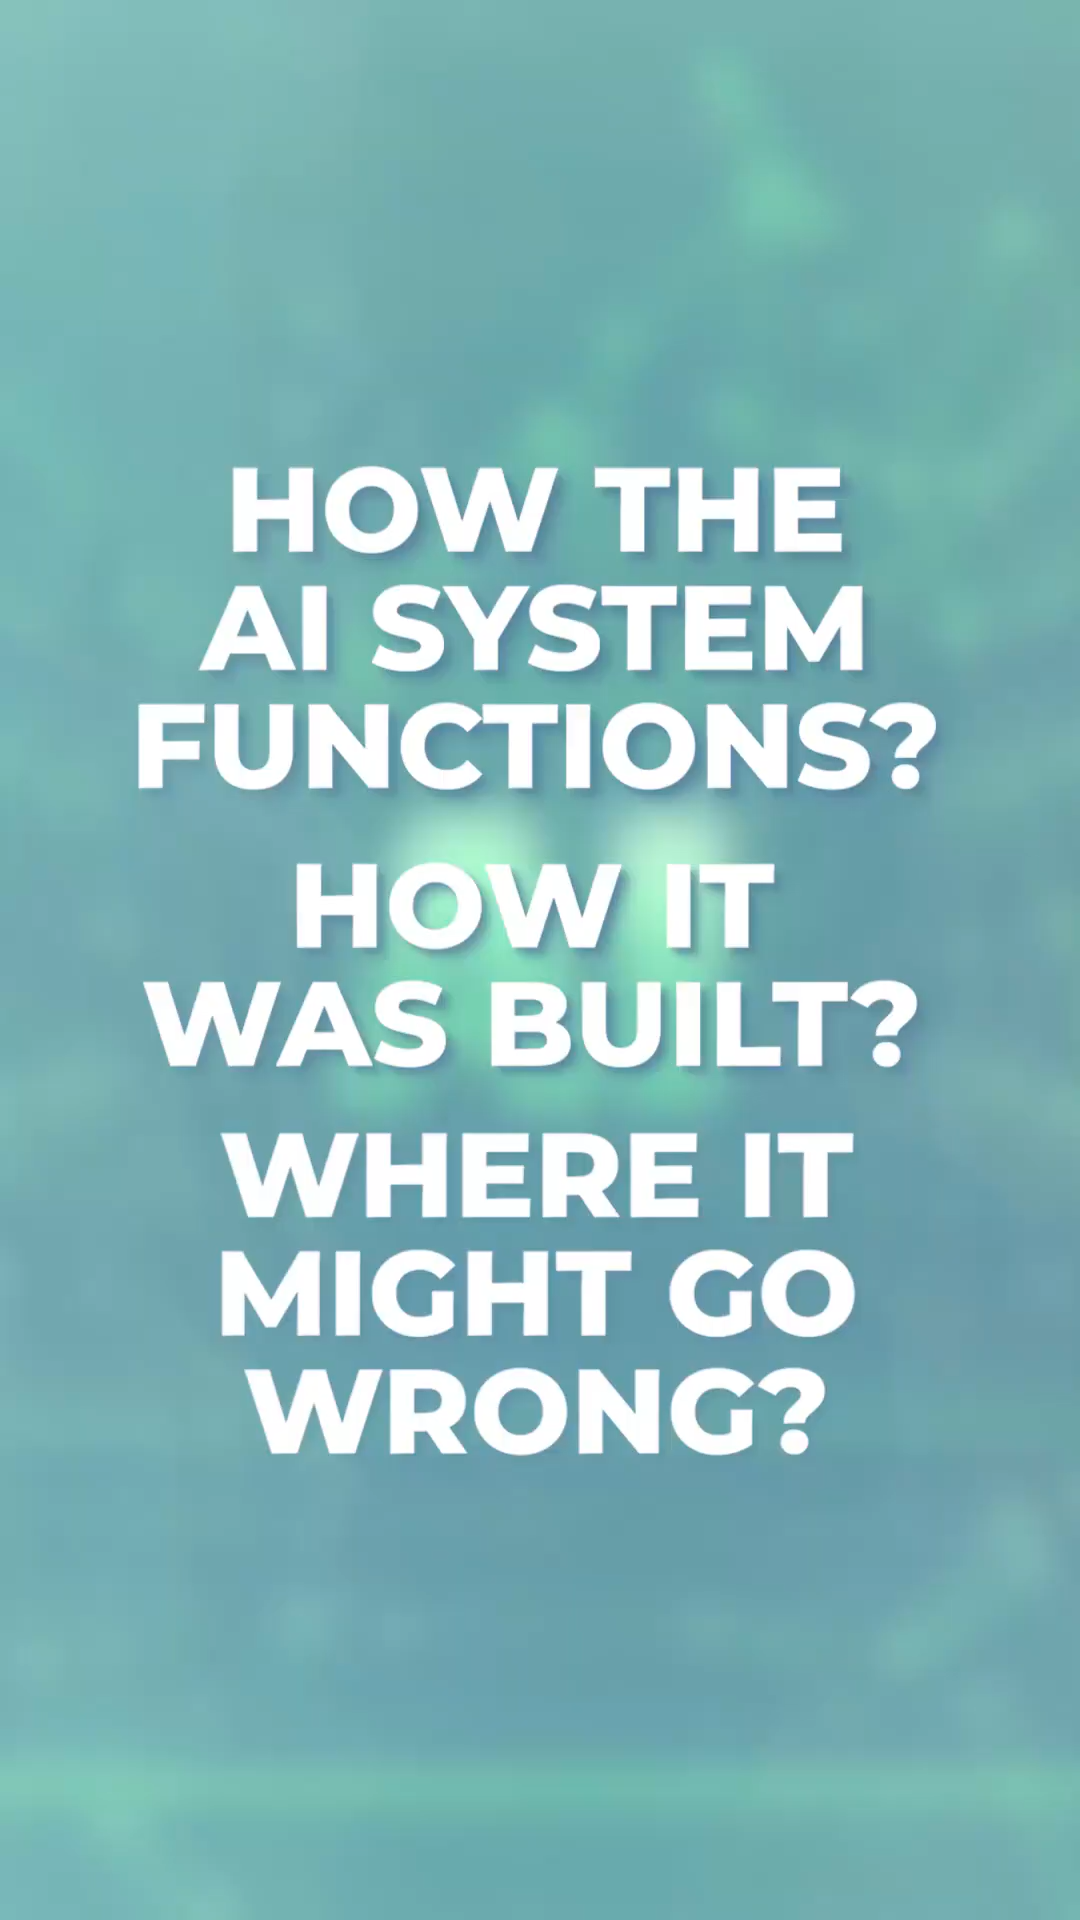 HOW THE
AI SYSTEM
FUNCTIONS?
HOW IT
WAS BUILT?
WHERE IT
MIGHT GO
WRONG?